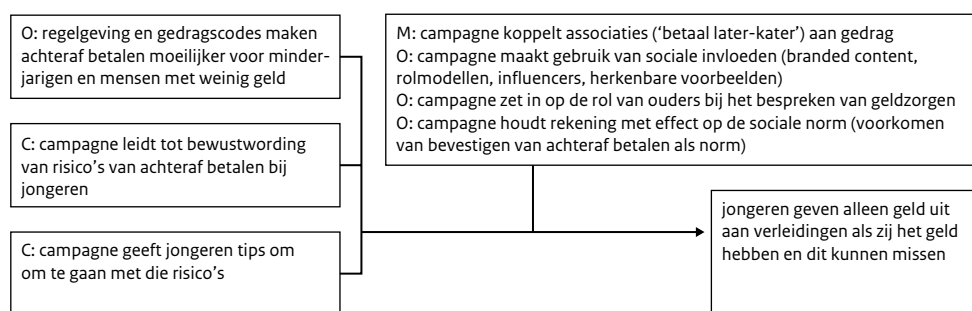 O: regelgeving en gedragscodes maken
achteraf betalen moeilijker voor minder-
jarigen en mensen met weinig geld
C: campagne leidt tot bewustwording
van risico's van achteraf betalen bij
jongeren
C: campagne geeft jongeren tips om
om te gaan met die risico's
M: campagne koppelt associaties (‘betaal later-kater’) aan gedrag
O: campagne maakt gebruik van sociale invloeden (branded content,
rolmodellen, influencers, herkenbare voorbeelden)
O: campagne zet in op de rol van ouders bij het bespreken van geldzorgen
O: campagne houdt rekening met effect op de sociale norm (voorkomen
van bevestigen van achteraf betalen als norm)
jongeren geven alleen geld uit
aan verleidingen als zij het geld
hebben en dit kunnen missen